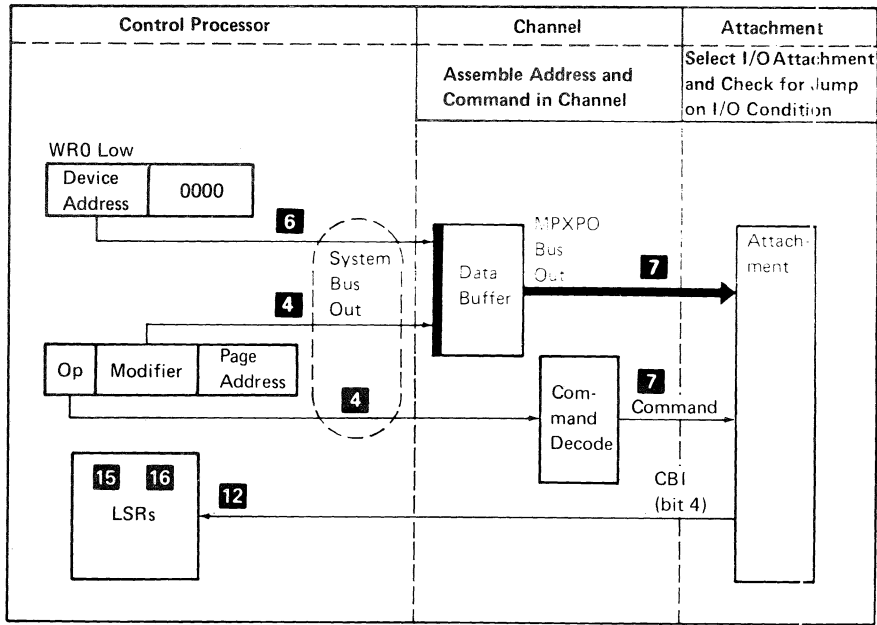 Control Processor
Channel
Attachment
Assemble Address and
Command in Channel
Select I/O Attachment
and Check for Jump
on I/O Condition
WR0 Low
Device
Address
0000
6
System
Bus
Out
4
Data
Buffer
MPXPO
Bus
Out
7
Attach-
ment
Op
Modifier
Page
Address
4
Com-
mand
Decode
7
Command
15
16
LSRs
12
CBI
(bit 4)